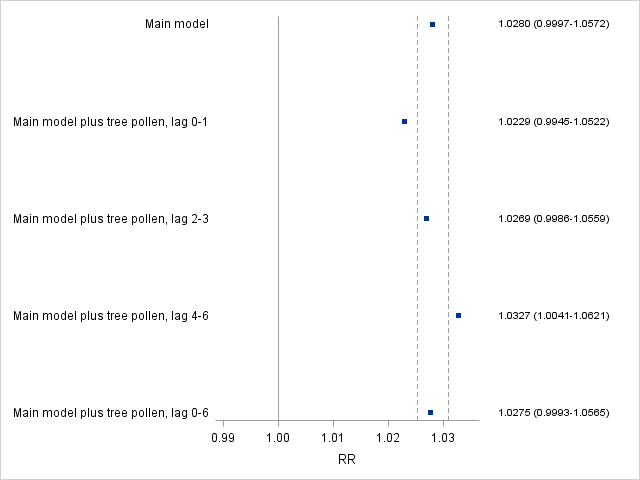 Main model 1.0280 (0.9997-1.0572)
Main model plus tree pollen, lag 0-1 1.0229 (0.9945-1.0522)
Main model plus tree pollen, lag 2-3 1.0269 (0.9986-1.0559)
Main model plus tree pollen, lag 4-6 1.0327 (1.0041-1.0621)
Main model plus tree pollen, lag 0-6 1.0275 (0.9993-1.0565)
0.99 1.00 1.01 1.02 1.03
RR